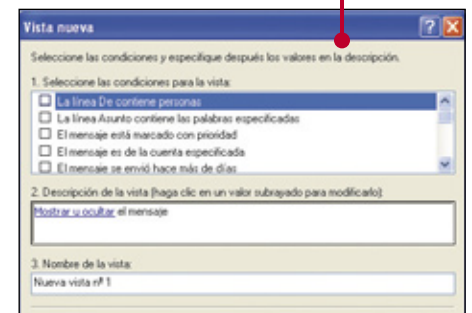 Vista nueva
Seleccione las condiciones y especifique después los valores en la descripción.
1. Seleccione las condiciones para la vista:
La línea De contiene personas
La línea Asunto contiene las palabras especificadas
El mensaje está marcado con prioridad
El mensaje es de la cuenta especificada
El mensaje se envió hace más de días
2. Descripción de la vista (haga clic en un valor subrayado para modificarlo):
Mostrar u ocultar el mensaje
3. Nombre de la vista:
Nueva vista nº 1